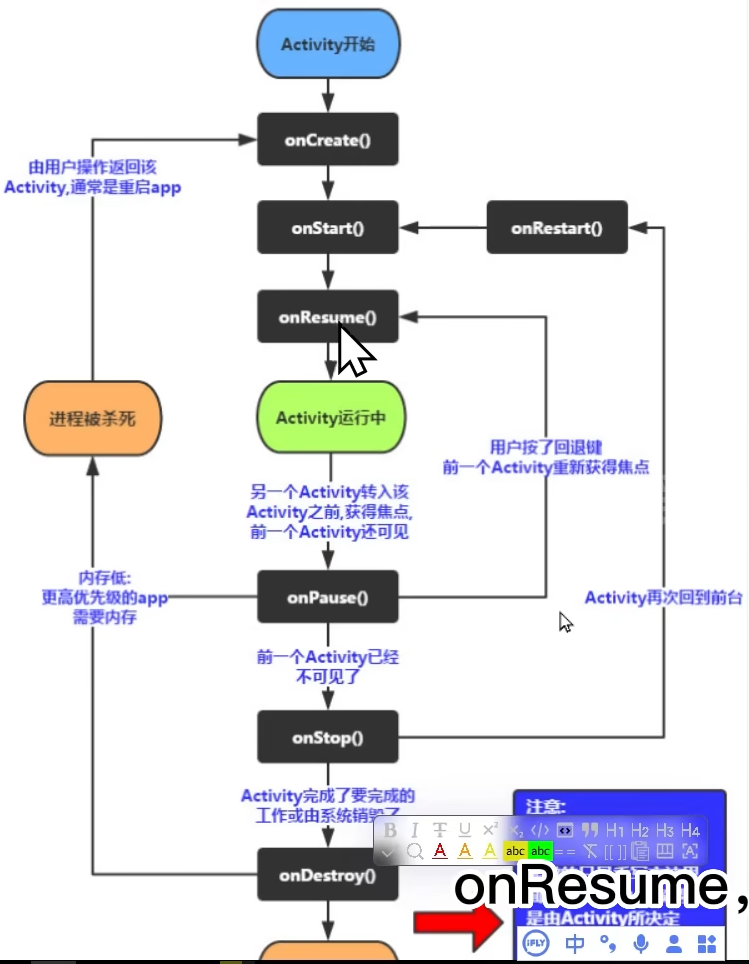 Activity开始
onCreate()
由用户操作返回该
Activity,通常是重启app
onStart()
onRestart()
onResume()
进程被杀死
Activity运行中
用户按了回退键
前一个Activity重新获得焦点
另一个Activity转入该
Activity之前,获得焦点,
前一个Activity还可见
内存低:
更高优先级的app
需要内存
onPause()
Activity再次回到前台
前一个Activity已经
不可见了
onStop()
Activity完成了要完成的
工作或由系统销毁了
注意:
B I T U X² X₂ </> H1 H2 H3 H4
A A A abc abc
onDestroy()
onResume,
是由Activity所决定
iFLY 中